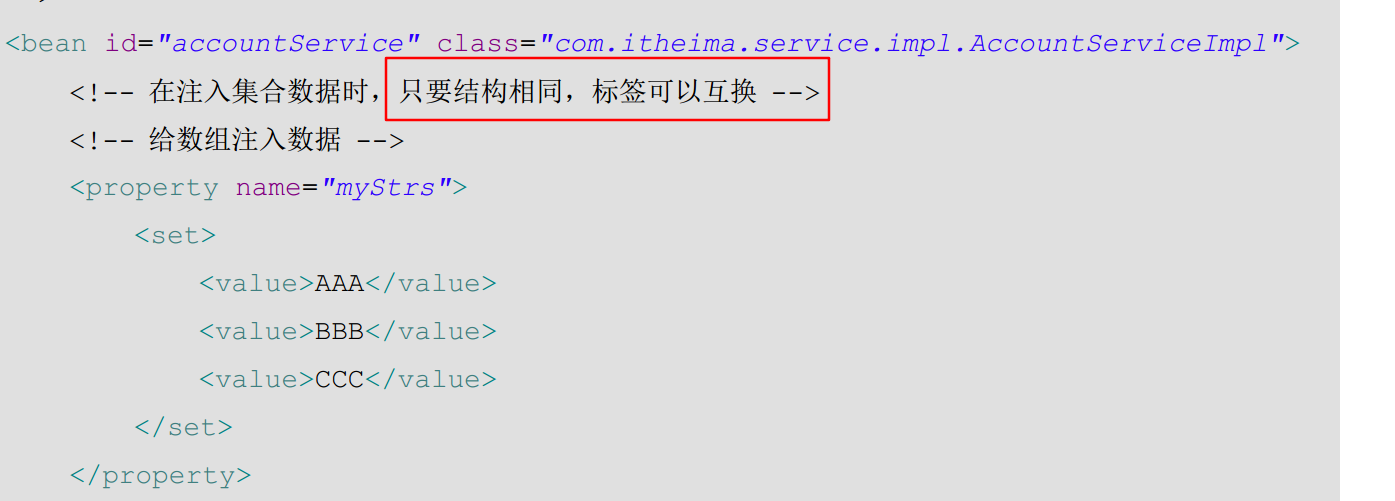 <bean id="accountService" class="com.itheima.service.impl.AccountServiceImpl">
<!-- 在注入集合数据时，只要结构相同，标签可以互换 -->
<!-- 给数组注入数据 -->
<property name="myStrs">
<set>
<value>AAA</value>
<value>BBB</value>
<value>CCC</value>
</set>
</property>